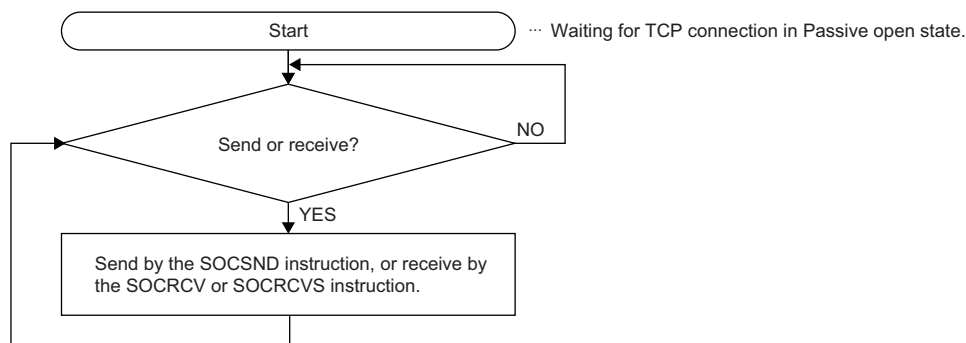 Start
··· Waiting for TCP connection in Passive open state.
NO
Send or receive?
YES
Send by the SOCSND instruction, or receive by
the SOCRCV or SOCRCVS instruction.